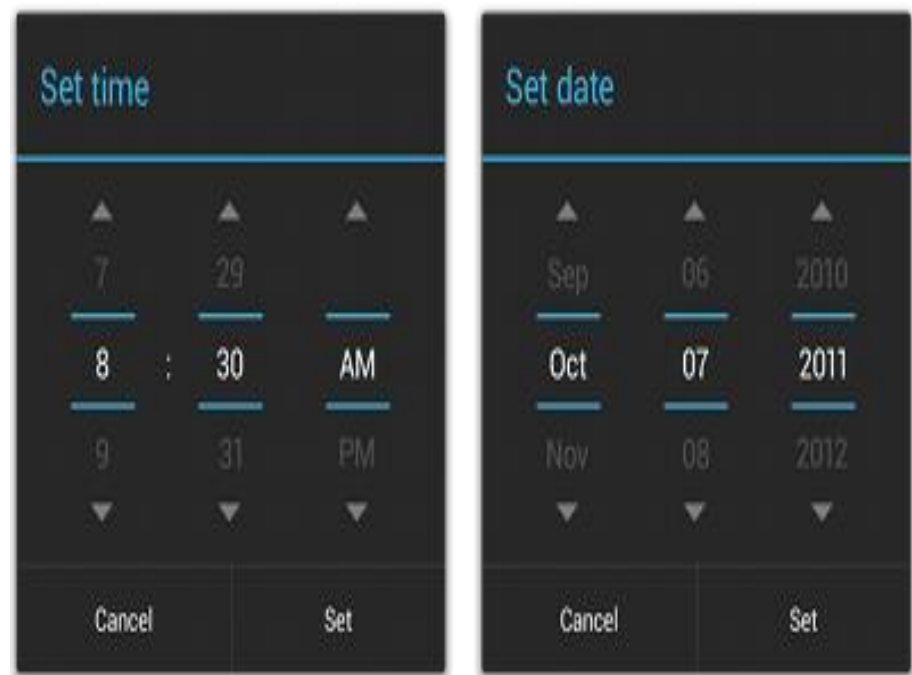 Set time
7 29
8 : 30 AM
9 31 PM
Cancel Set
Set date
Sep 06 2010
Oct 07 2011
Nov 08 2012
Cancel Set